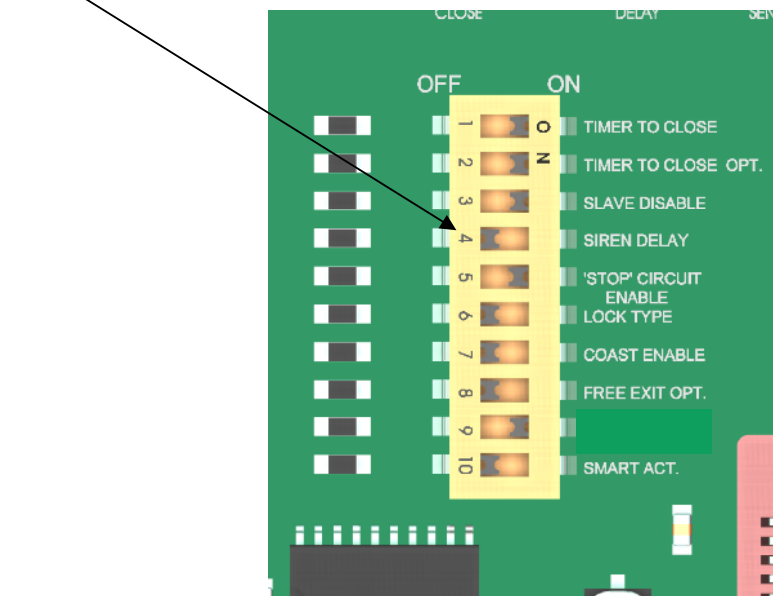 CLOSE DELAY
OFF ON
1 O TIMER TO CLOSE
2 N TIMER TO CLOSE OPT.
3 SLAVE DISABLE
4 SIREN DELAY
5 'STOP' CIRCUIT
ENABLE
6 LOCK TYPE
7 COAST ENABLE
8 FREE EXIT OPT.
9
10 SMART ACT.